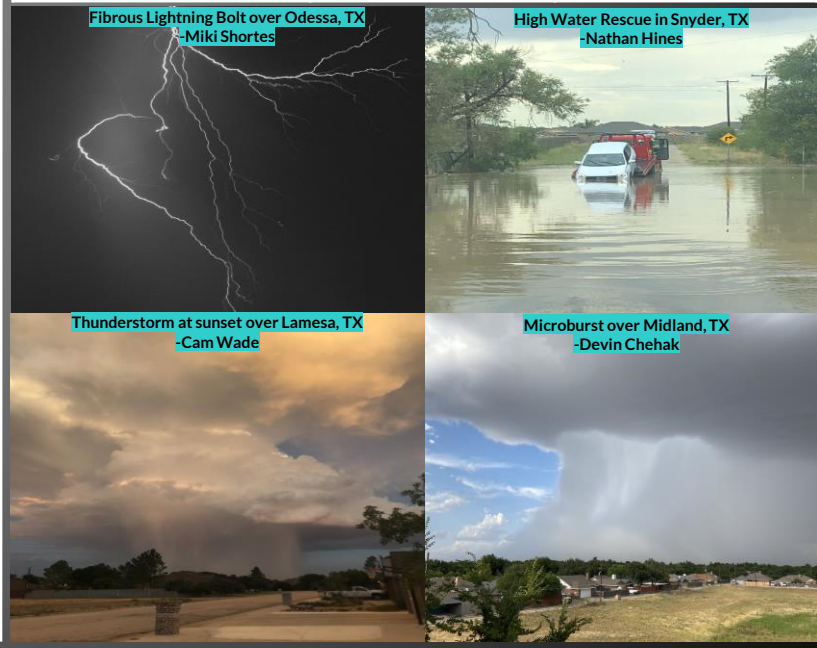 Fibrous Lightning Bolt over Odessa, TX
-Miki Shortes
High Water Rescue in Snyder, TX
-Nathan Hines
Thunderstorm at sunset over Lamesa, TX
-Cam Wade
Microburst over Midland, TX
-Devin Chehak